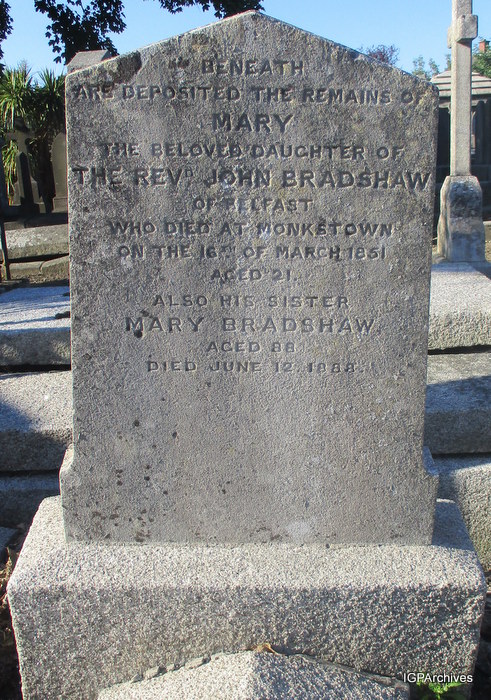 BENEATH
ARE DEPOSITED THE REMAINS OF
MARY
THE BELOVED DAUGHTER OF
THE REVD JOHN BRADSHAW
OF BELFAST
WHO DIED AT MONKSTOWN
ON THE 16TH OF MARCH 1851
AGED 21.
ALSO HIS SISTER
MARY BRADSHAW.
AGED 88
DIED JUNE 12. 1888.
IGPArchives